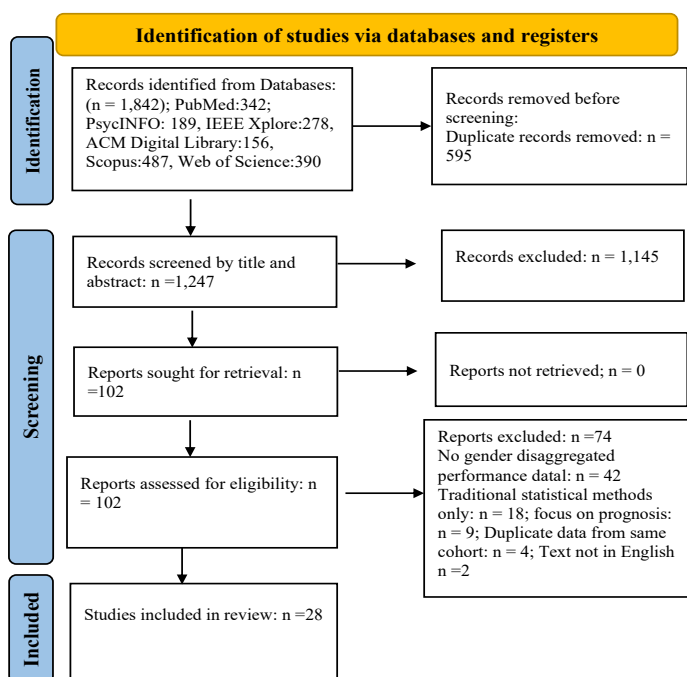 Identification of studies via databases and registers
Identification
Records identified from Databases:
(n = 1,842); PubMed:342;
PsycINFO: 189, IEEE Xplore:278,
ACM Digital Library:156,
Scopus:487, Web of Science:390
Records removed before
screening:
Duplicate records removed: n =
595
Screening
Records screened by title and
abstract: n =1,247
Records excluded: n = 1,145
Reports sought for retrieval: n
=102
Reports not retrieved; n = 0
Reports assessed for eligibility: n
= 102
Reports excluded: n =74
No gender disaggregated
performance datal: n = 42
Traditional statistical methods
only: n = 18; focus on prognosis:
n = 9; Duplicate data from same
cohort: n = 4; Text not in English
n =2
Included
Studies included in review: n =28